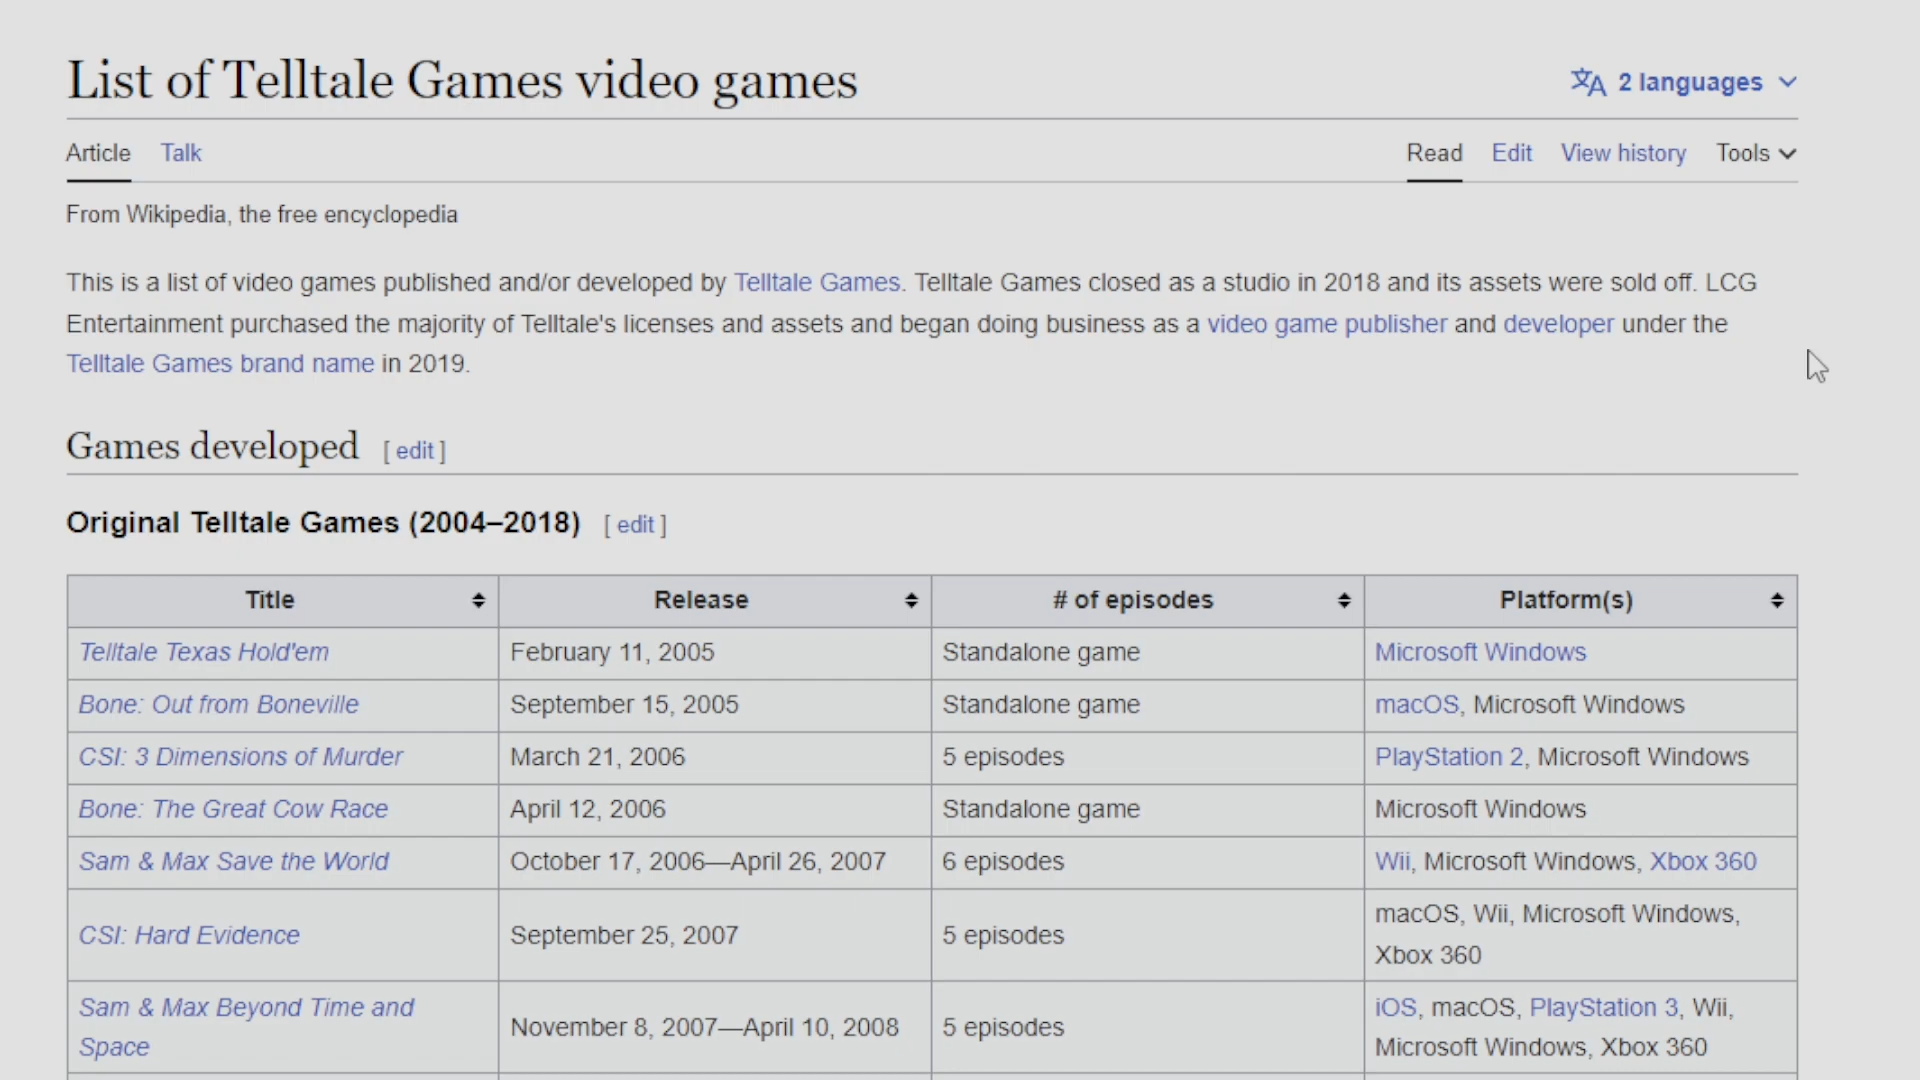 List of Telltale Games video games
2 languages
Article Talk
Read Edit View history Tools
From Wikipedia, the free encyclopedia
This is a list of video games published and/or developed by Telltale Games. Telltale Games closed as a studio in 2018 and its assets were sold off. LCG
Entertainment purchased the majority of Telltale's licenses and assets and began doing business as a video game publisher and developer under the
Telltale Games brand name in 2019.
Games developed [ edit ]
Original Telltale Games (2004–2018) [ edit ]
Title Release # of episodes Platform(s)
Telltale Texas Hold'em February 11, 2005 Standalone game Microsoft Windows
Bone: Out from Boneville September 15, 2005 Standalone game macOS, Microsoft Windows
CSI: 3 Dimensions of Murder March 21, 2006 5 episodes PlayStation 2, Microsoft Windows
Bone: The Great Cow Race April 12, 2006 Standalone game Microsoft Windows
Sam & Max Save the World October 17, 2006—April 26, 2007 6 episodes Wii, Microsoft Windows, Xbox 360
CSI: Hard Evidence September 25, 2007 5 episodes macOS, Wii, Microsoft Windows,
Xbox 360
Sam & Max Beyond Time and
Space November 8, 2007—April 10, 2008 5 episodes iOS, macOS, PlayStation 3, Wii,
Microsoft Windows, Xbox 360